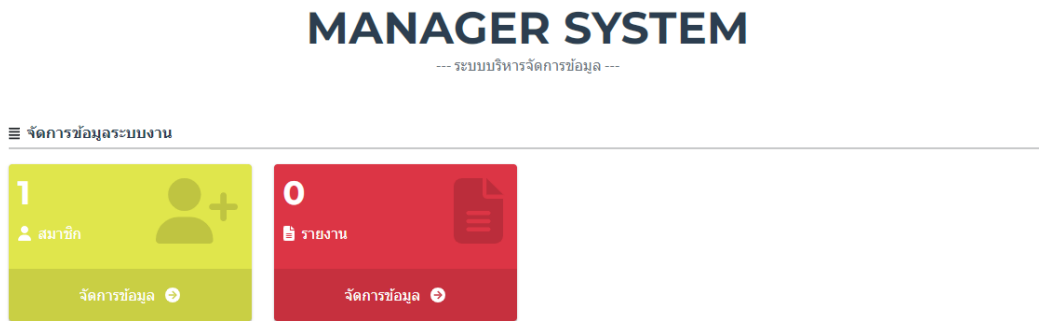 MANAGER SYSTEM
--- ระบบบริหารจัดการข้อมูล ---
จัดการข้อมูลระบบงาน
1
สมาชิก
จัดการข้อมูล
0
รายงาน
จัดการข้อมูล